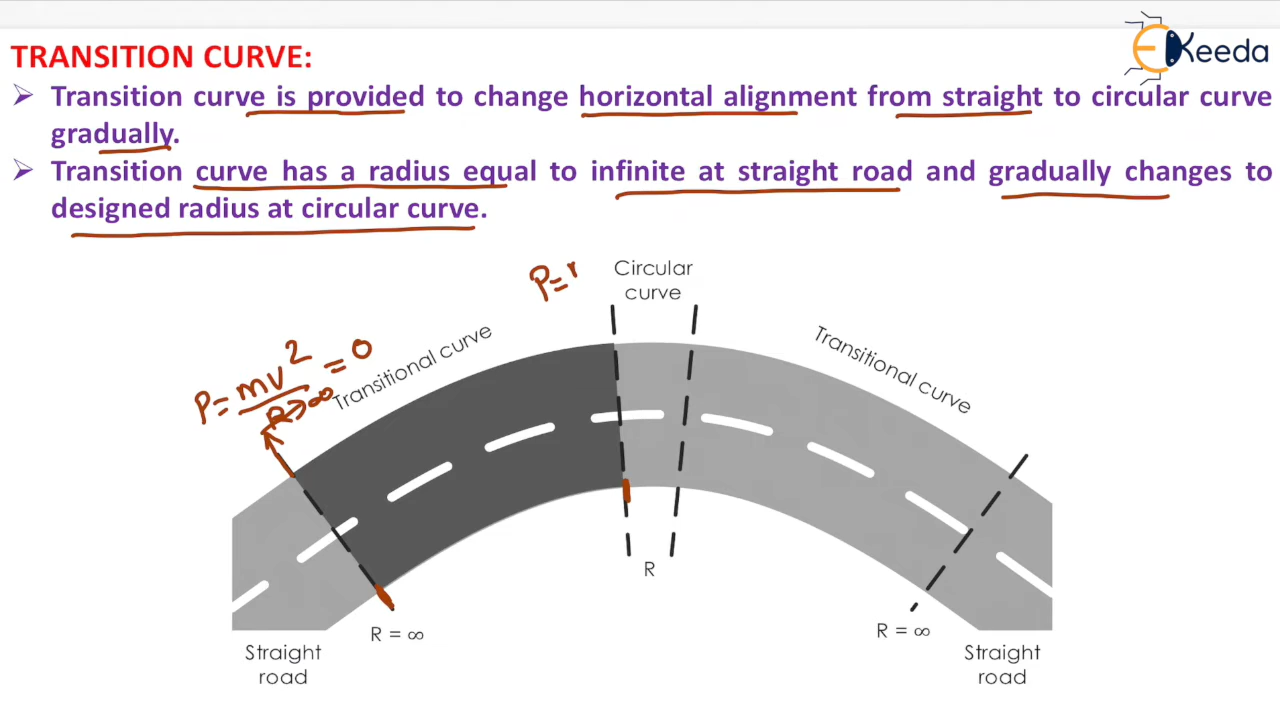 EKeeda
TRANSITION CURVE:
➢ Transition curve is provided to change horizontal alignment from straight to circular curve
gradually.
➢ Transition curve has a radius equal to infinite at straight road and gradually changes to
designed radius at circular curve.
P=
Circular
curve
Transitional curve
Transitional curve
P = mv² / R→∞ = 0
R
R = ∞
R = ∞
Straight
road
Straight
road